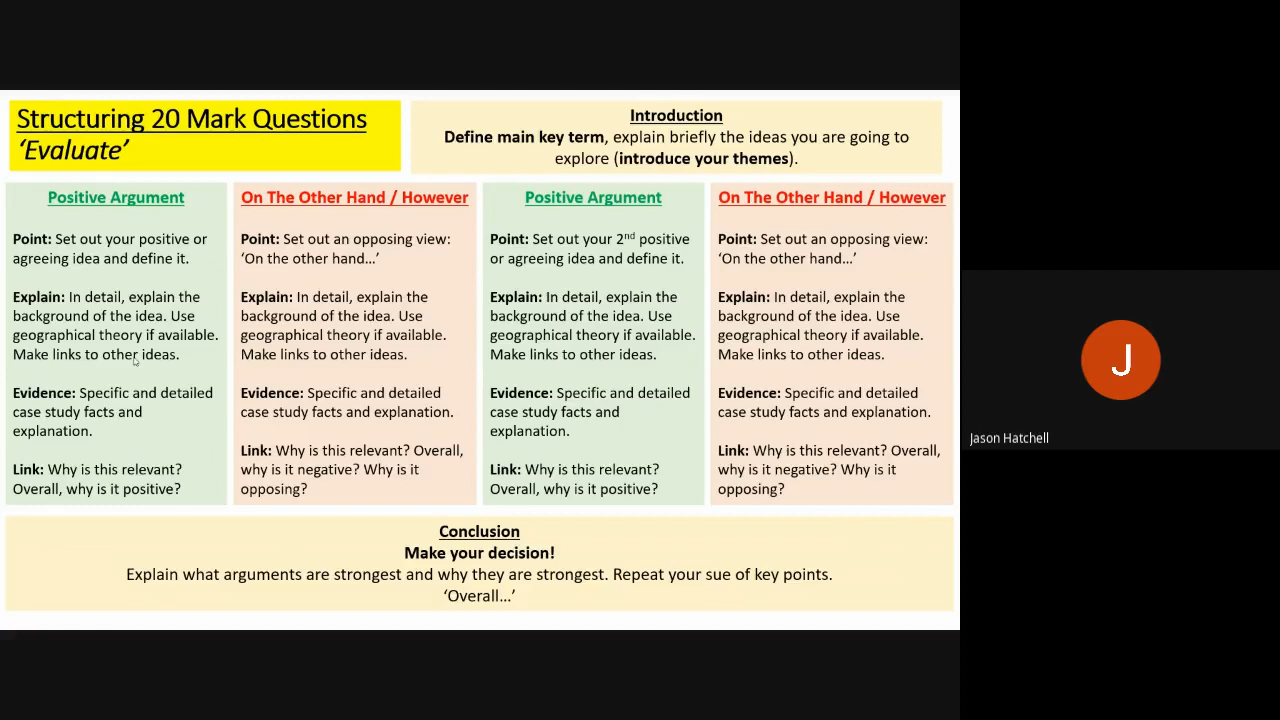 Structuring 20 Mark Questions
‘Evaluate’
Introduction
Define main key term, explain briefly the ideas you are going to
explore (introduce your themes).
Positive Argument
Point: Set out your positive or
agreeing idea and define it.
Explain: In detail, explain the
background of the idea. Use
geographical theory if available.
Make links to other ideas.
Evidence: Specific and detailed
case study facts and
explanation.
Link: Why is this relevant?
Overall, why is it positive?
On The Other Hand / However
Point: Set out an opposing view:
‘On the other hand…’
Explain: In detail, explain the
background of the idea. Use
geographical theory if available.
Make links to other ideas.
Evidence: Specific and detailed
case study facts and explanation.
Link: Why is this relevant? Overall,
why is it negative? Why is it
opposing?
Positive Argument
Point: Set out your 2nd positive
or agreeing idea and define it.
Explain: In detail, explain the
background of the idea. Use
geographical theory if available.
Make links to other ideas.
Evidence: Specific and detailed
case study facts and
explanation.
Link: Why is this relevant?
Overall, why is it positive?
On The Other Hand / However
Point: Set out an opposing view:
‘On the other hand…’
Explain: In detail, explain the
background of the idea. Use
geographical theory if available.
Make links to other ideas.
Evidence: Specific and detailed
case study facts and explanation.
Link: Why is this relevant? Overall,
why is it negative? Why is it
opposing?
Conclusion
Make your decision!
Explain what arguments are strongest and why they are strongest. Repeat your sue of key points.
‘Overall…’
J
Jason Hatchell